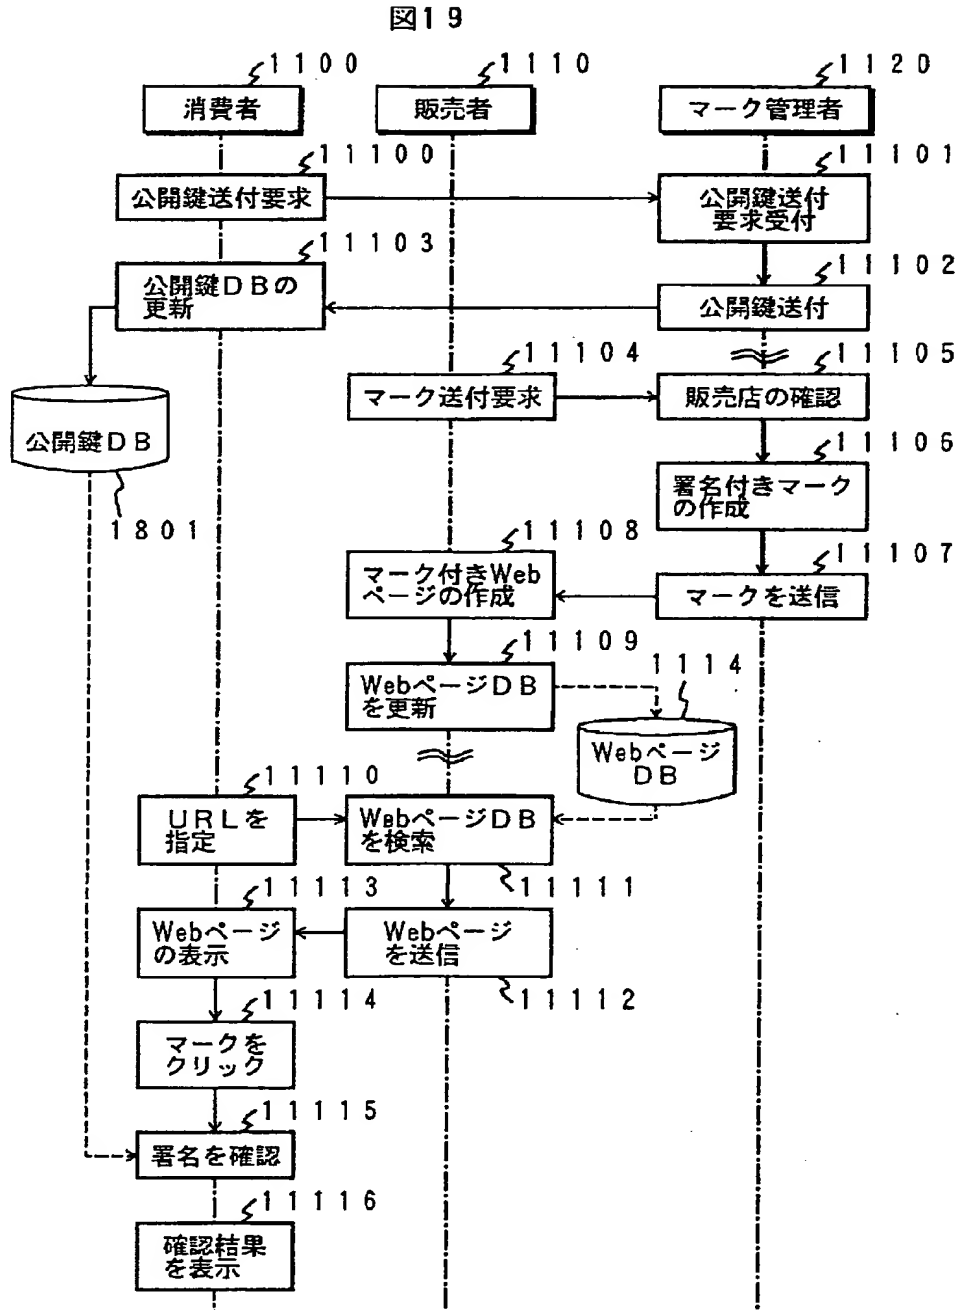 図19
1100
1110
1120
消費者
販売者
マーク管理者
11100
11101
公開鍵送付要求
公開鍵送付
要求受付
11103
11102
公開鍵DBの
更新
公開鍵送付
11104
11105
マーク送付要求
販売店の確認
公開鍵DB
1801
11106
署名付きマーク
の作成
11108
11107
マーク付きWeb
ページの作成
マークを送信
11109
1114
WebページDB
を更新
Webページ
DB
11110
URLを
指定
WebページDB
を検索
11111
11113
Webページ
の表示
Webページ
を送信
11112
11114
マークを
クリック
11115
署名を確認
11116
確認結果
を表示